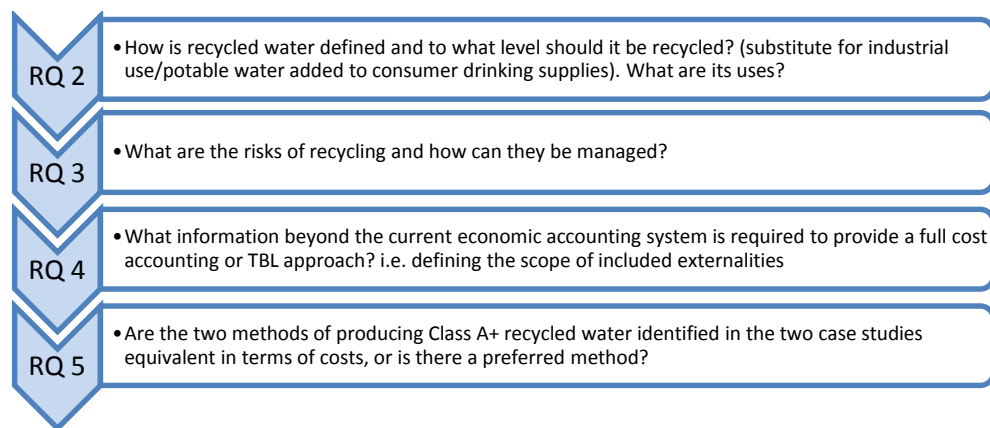 RQ 2
•How is recycled water defined and to what level should it be recycled? (substitute for industrial
use/potable water added to consumer drinking supplies). What are its uses?
RQ 3
•What are the risks of recycling and how can they be managed?
RQ 4
•What information beyond the current economic accounting system is required to provide a full cost
accounting or TBL approach? i.e. defining the scope of included externalities
RQ 5
•Are the two methods of producing Class A+ recycled water identified in the two case studies
equivalent in terms of costs, or is there a preferred method?